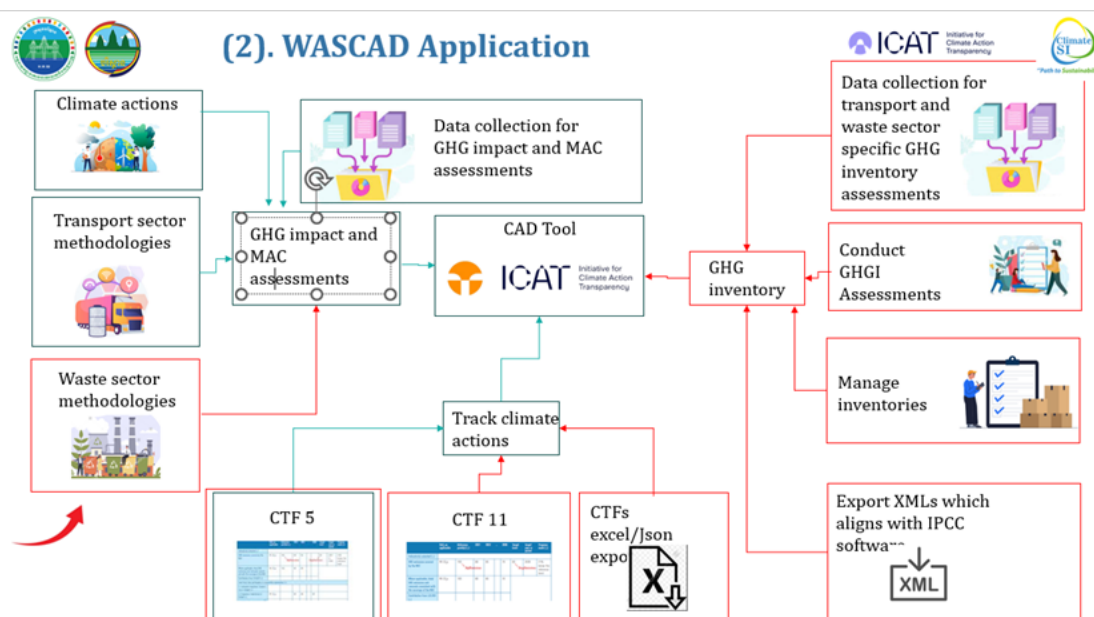 (2). WASCAD Application
ICAT
Initiative for
Climate Action
Transparency
Climate
SI
"Path to Sustainabil
Climate actions
Data collection for
GHG impact and MAC
assessments
Data collection for
transport and
waste sector
specific GHG
inventory
assessments
Transport sector
methodologies
GHG impact and
MAC
assessments
CAD Tool
ICAT
Initiative for
Climate Action
Transparency
GHG
inventory
Conduct
GHGI
Assessments
Waste sector
methodologies
Manage
inventories
Track climate
actions
CTF 5
CTF 11
CTFs
excel/Json
expo
X
Export XMLs which
aligns with IPCC
software
XML